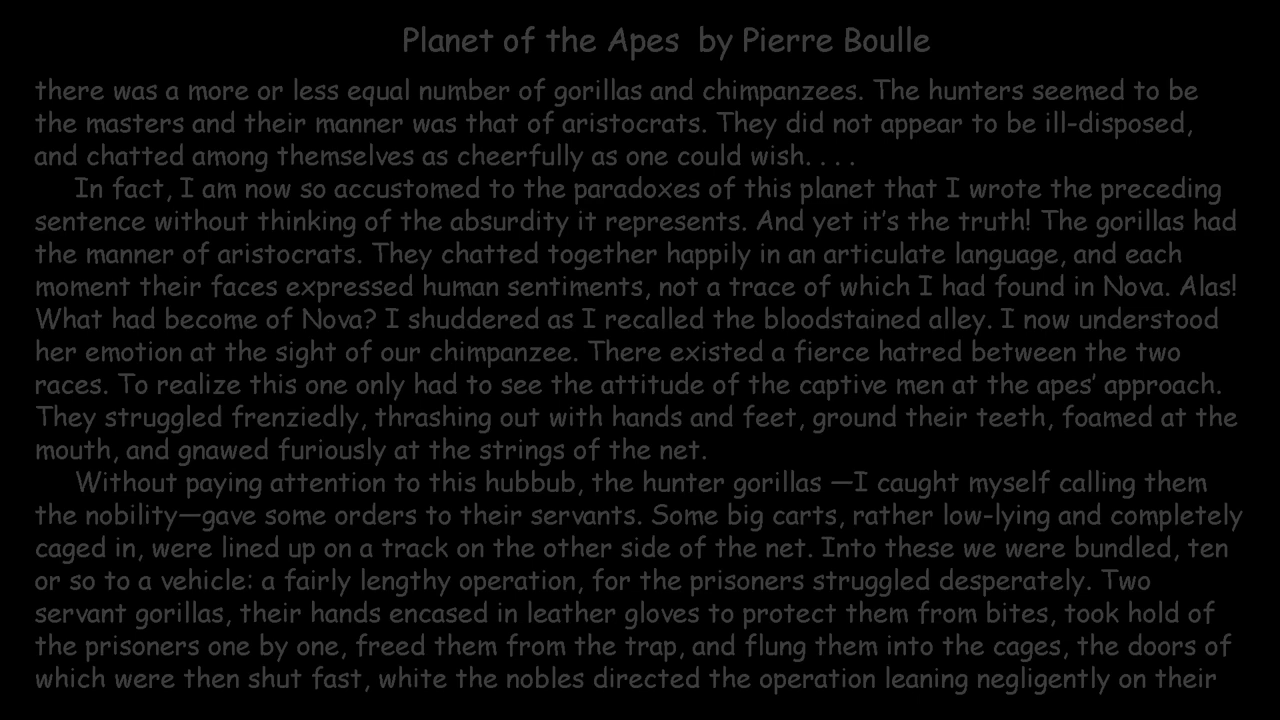 Planet of the Apes  by Pierre Boulle
there was a more or less equal number of gorillas and chimpanzees. The hunters seemed to be
the masters and their manner was that of aristocrats. They did not appear to be ill-disposed,
and chatted among themselves as cheerfully as one could wish. . . .
In fact, I am now so accustomed to the paradoxes of this planet that I wrote the preceding
sentence without thinking of the absurdity it represents. And yet it’s the truth! The gorillas had
the manner of aristocrats. They chatted together happily in an articulate language, and each
moment their faces expressed human sentiments, not a trace of which I had found in Nova. Alas!
What had become of Nova? I shuddered as I recalled the bloodstained alley. I now understood
her emotion at the sight of our chimpanzee. There existed a fierce hatred between the two
races. To realize this one only had to see the attitude of the captive men at the apes’ approach.
They struggled frenziedly, thrashing out with hands and feet, ground their teeth, foamed at the
mouth, and gnawed furiously at the strings of the net.
Without paying attention to this hubbub, the hunter gorillas —I caught myself calling them
the nobility—gave some orders to their servants. Some big carts, rather low-lying and completely
caged in, were lined up on a track on the other side of the net. Into these we were bundled, ten
or so to a vehicle: a fairly lengthy operation, for the prisoners struggled desperately. Two
servant gorillas, their hands encased in leather gloves to protect them from bites, took hold of
the prisoners one by one, freed them from the trap, and flung them into the cages, the doors of
which were then shut fast, white the nobles directed the operation leaning negligently on their